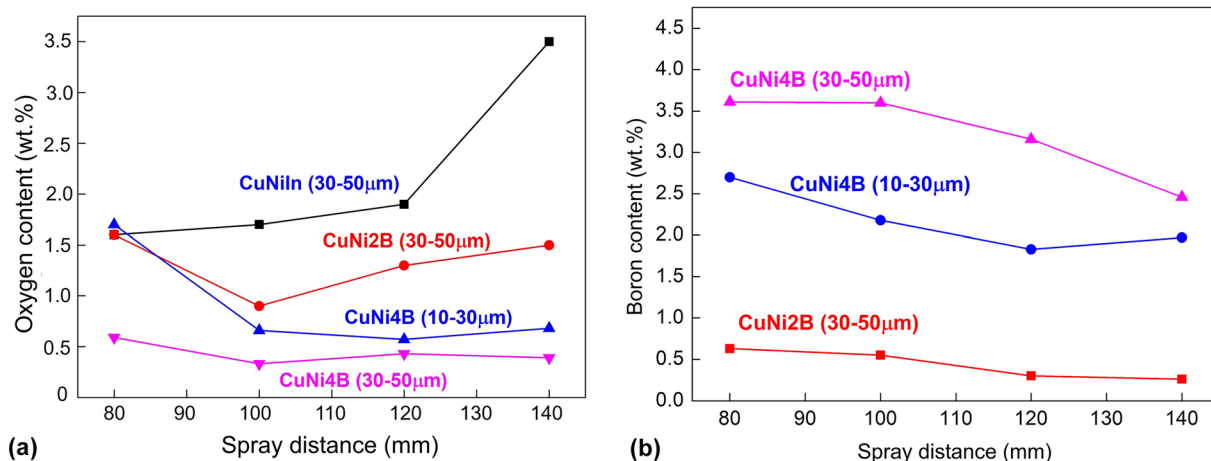 Oxygen content (wt.%)
3.5
3.0
2.5
2.0
1.5
1.0
0.5
0
CuNiIn (30-50μm)
CuNi2B (30-50μm)
CuNi4B (10-30μm)
CuNi4B (30-50μm)
80 90 100 110 120 130 140
Spray distance (mm)
(a)
Boron content (wt.%)
4.5
4.0
3.5
3.0
2.5
2.0
1.5
1.0
0.5
0.0
CuNi4B (30-50μm)
CuNi4B (10-30μm)
CuNi2B (30-50μm)
80 90 100 110 120 130 140
Spray distance (mm)
(b)